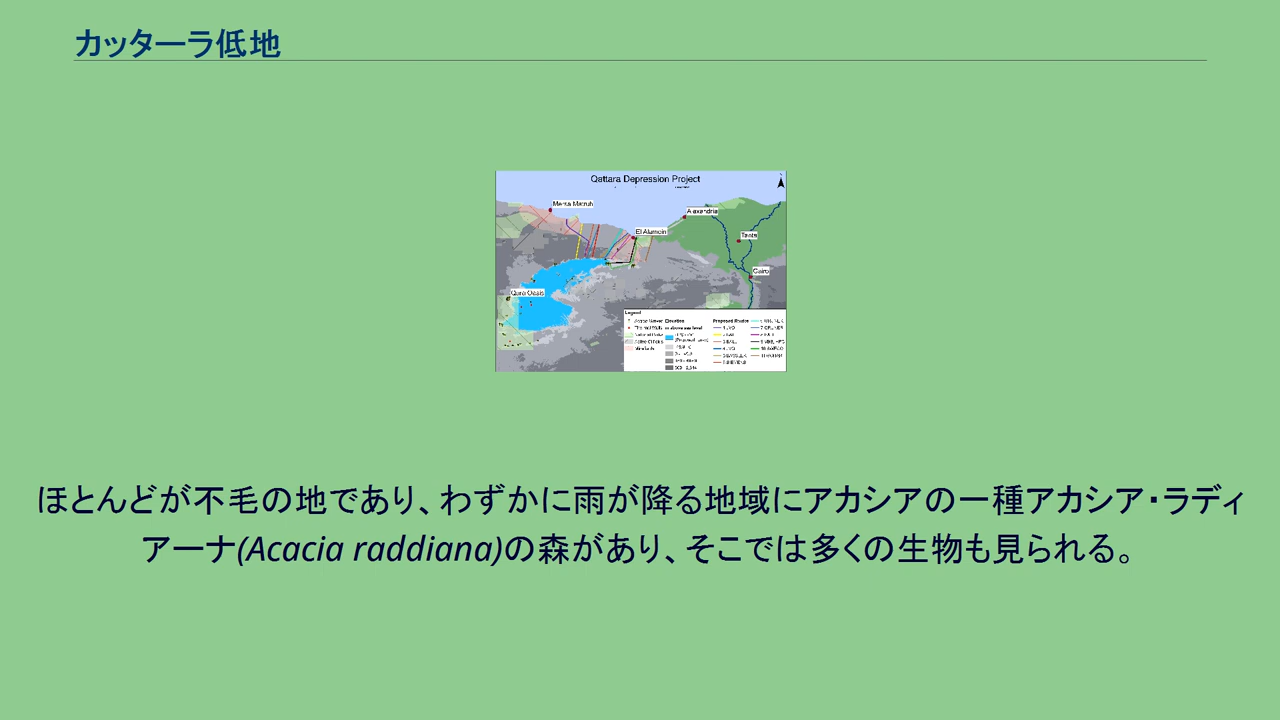 カッターラ低地
Qattara Depression Project
Mersa Matruh
Alexandria
El Alamein
Tanta
Cairo
Qara Oasis
Legend
ほとんどが不毛の地であり、わずかに雨が降る地域にアカシアの一種アカシア・ラディ
アーナ(Acacia raddiana)の森があり、そこでは多くの生物も見られる。